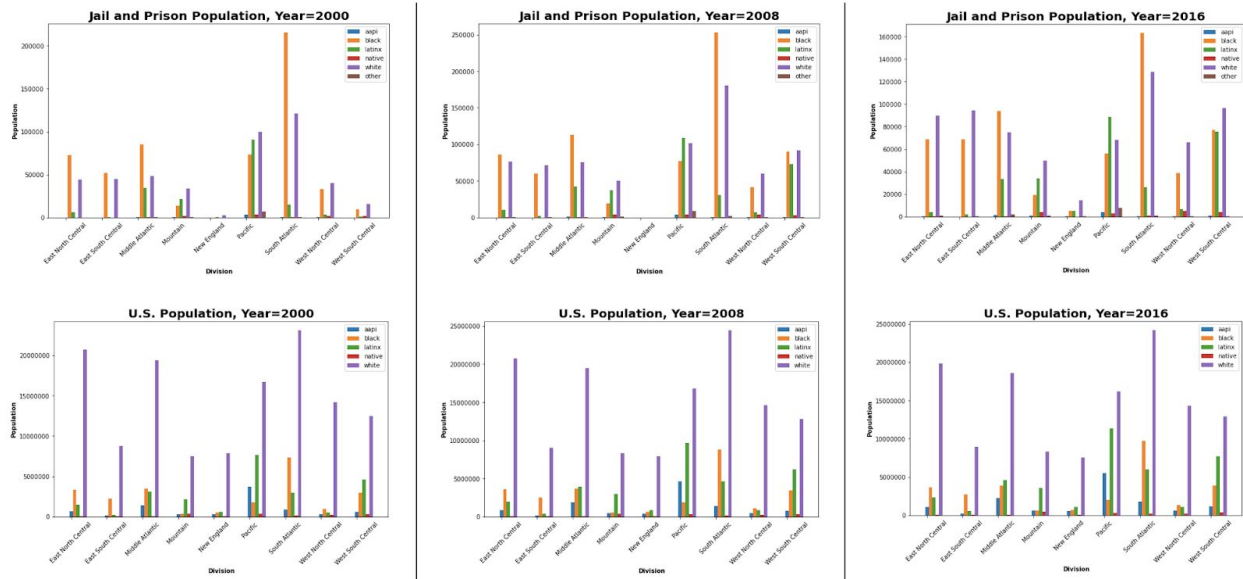 Jail and Prison Population, Year=2000
aapi
black
latinx
native
white
other
200000
150000
100000
50000
0
Population
East North Central
East South Central
Middle Atlantic
Mountain
New England
Pacific
South Atlantic
West North Central
West South Central
Division
Jail and Prison Population, Year=2008
aapi
black
latinx
native
white
other
250000
200000
150000
100000
50000
0
Population
East North Central
East South Central
Middle Atlantic
Mountain
New England
Pacific
South Atlantic
West North Central
West South Central
Division
Jail and Prison Population, Year=2016
aapi
black
latinx
native
white
other
160000
140000
120000
100000
80000
60000
40000
20000
0
Population
East North Central
East South Central
Middle Atlantic
Mountain
New England
Pacific
South Atlantic
West North Central
West South Central
Division
U.S. Population, Year=2000
aapi
black
latinx
native
white
20000000
15000000
10000000
5000000
0
Population
East North Central
East South Central
Middle Atlantic
Mountain
New England
Pacific
South Atlantic
West North Central
West South Central
Division
U.S. Population, Year=2008
aapi
black
latinx
native
white
25000000
20000000
15000000
10000000
5000000
0
Population
East North Central
East South Central
Middle Atlantic
Mountain
New England
Pacific
South Atlantic
West North Central
West South Central
Division
U.S. Population, Year=2016
aapi
black
latinx
native
white
25000000
20000000
15000000
10000000
5000000
0
Population
East North Central
East South Central
Middle Atlantic
Mountain
New England
Pacific
South Atlantic
West North Central
West South Central
Division